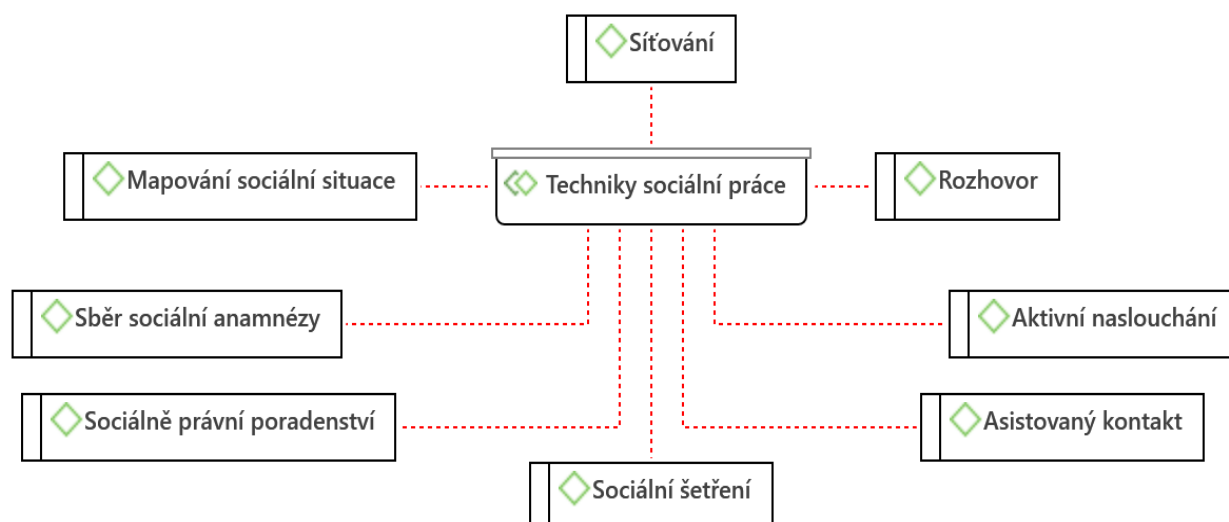 Síťování
Mapování sociální situace
Techniky sociální práce
Rozhovor
Sběr sociální anamnézy
Aktivní naslouchání
Sociálně právní poradenství
Asistovaný kontakt
Sociální šetření